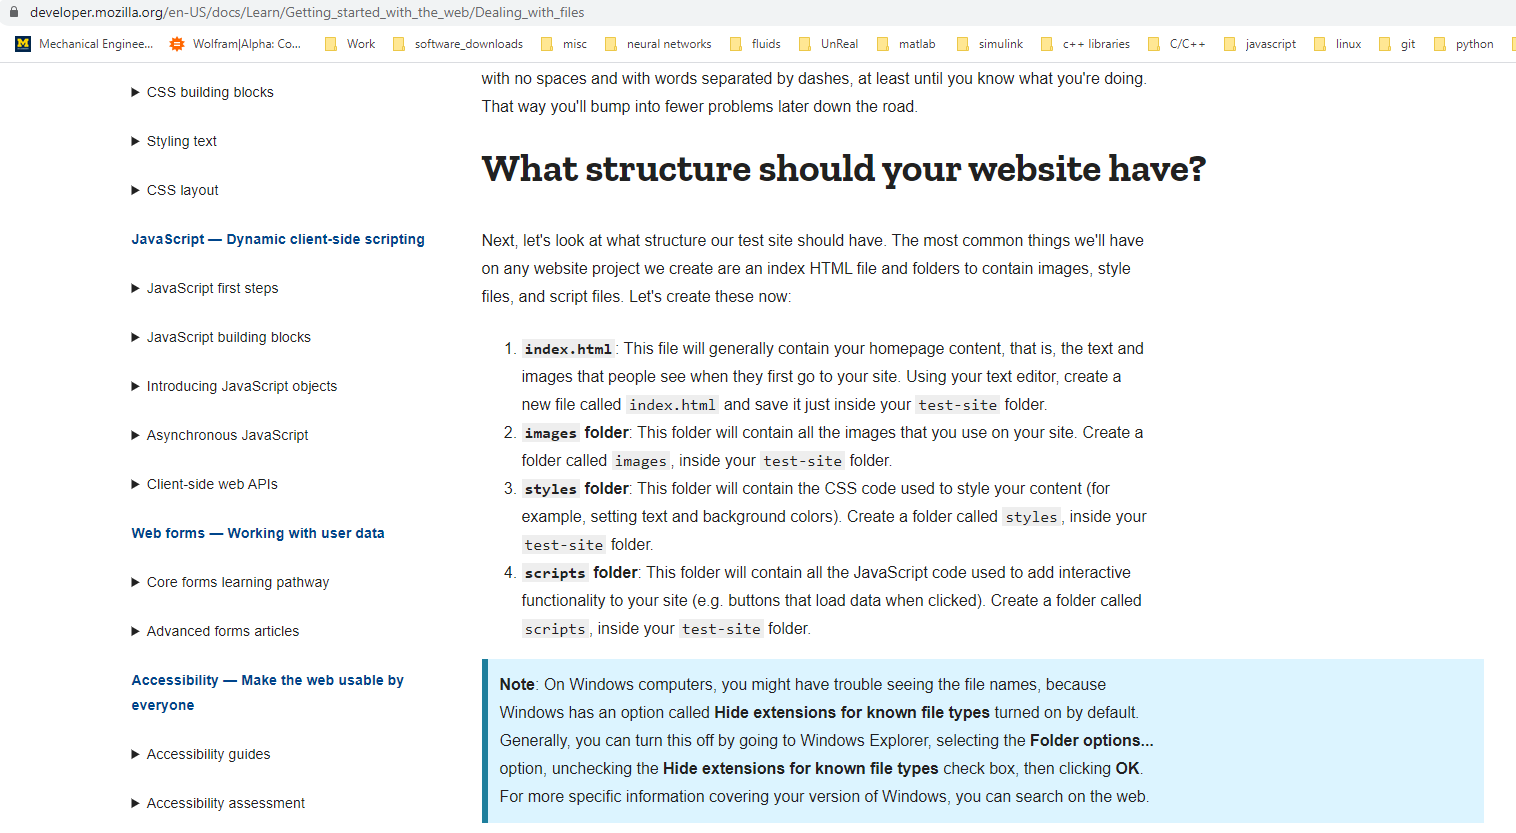 developer.mozilla.org/en-US/docs/Learn/Getting_started_with_the_web/Dealing_with_files
M Mechanical Enginee... Wolfram|Alpha: Co... Work software_downloads misc neural networks fluids UnReal matlab simulink c++ libraries C/C++ javascript linux git python
CSS building blocks
Styling text
CSS layout
JavaScript — Dynamic client-side scripting
JavaScript first steps
JavaScript building blocks
Introducing JavaScript objects
Asynchronous JavaScript
Client-side web APIs
Web forms — Working with user data
Core forms learning pathway
Advanced forms articles
Accessibility — Make the web usable by
everyone
Accessibility guides
Accessibility assessment
with no spaces and with words separated by dashes, at least until you know what you're doing.
That way you'll bump into fewer problems later down the road.
What structure should your website have?
Next, let's look at what structure our test site should have. The most common things we'll have
on any website project we create are an index HTML file and folders to contain images, style
files, and script files. Let's create these now:
1. index.html: This file will generally contain your homepage content, that is, the text and
images that people see when they first go to your site. Using your text editor, create a
new file called index.html and save it just inside your test-site folder.
2. images folder: This folder will contain all the images that you use on your site. Create a
folder called images, inside your test-site folder.
3. styles folder: This folder will contain the CSS code used to style your content (for
example, setting text and background colors). Create a folder called styles, inside your
test-site folder.
4. scripts folder: This folder will contain all the JavaScript code used to add interactive
functionality to your site (e.g. buttons that load data when clicked). Create a folder called
scripts, inside your test-site folder.
Note: On Windows computers, you might have trouble seeing the file names, because
Windows has an option called Hide extensions for known file types turned on by default.
Generally, you can turn this off by going to Windows Explorer, selecting the Folder options...
option, unchecking the Hide extensions for known file types check box, then clicking OK.
For more specific information covering your version of Windows, you can search on the web.